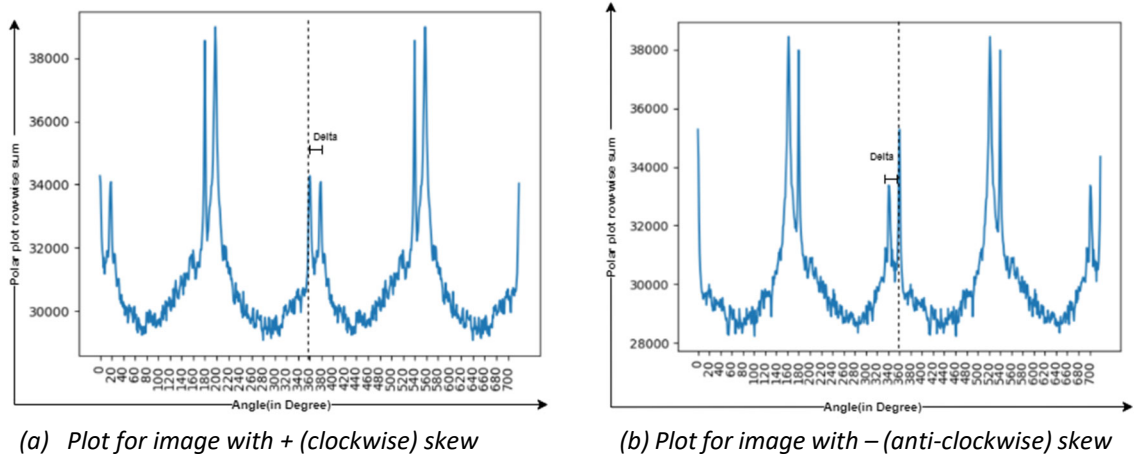 Polar plot row-wise sum
38000
36000
34000
32000
30000
Delta
0 20 40 60 80 100 120 140 160 180 200 220 240 260 280 300 320 340 360 380 400 420 440 460 480 500 520 540 560 580 600 620 640 660 680 700
Angle(in Degree)
(a) Plot for image with + (clockwise) skew
Polar plot row-wise sum
38000
36000
34000
32000
30000
28000
Delta
0 20 40 60 80 100 120 140 160 180 200 220 240 260 280 300 320 340 360 380 400 420 440 460 480 500 520 540 560 580 600 620 640 660 680 700
Angle(in Degree)
(b) Plot for image with – (anti-clockwise) skew